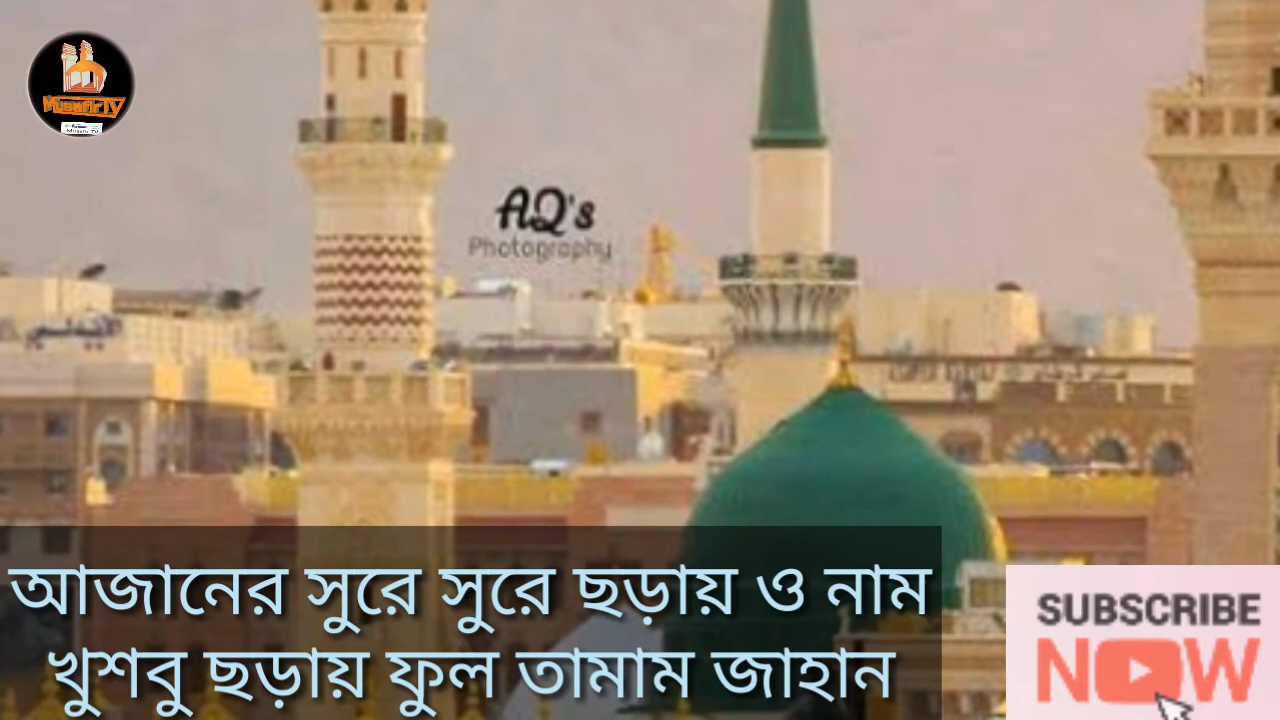 MusafirTV
AQ's
Photography
আজানের সুরে সুরে ছড়ায় ও নাম
খুশবু ছড়ায় ফুল তামাম জাহান
SUBSCRIBE
NOW